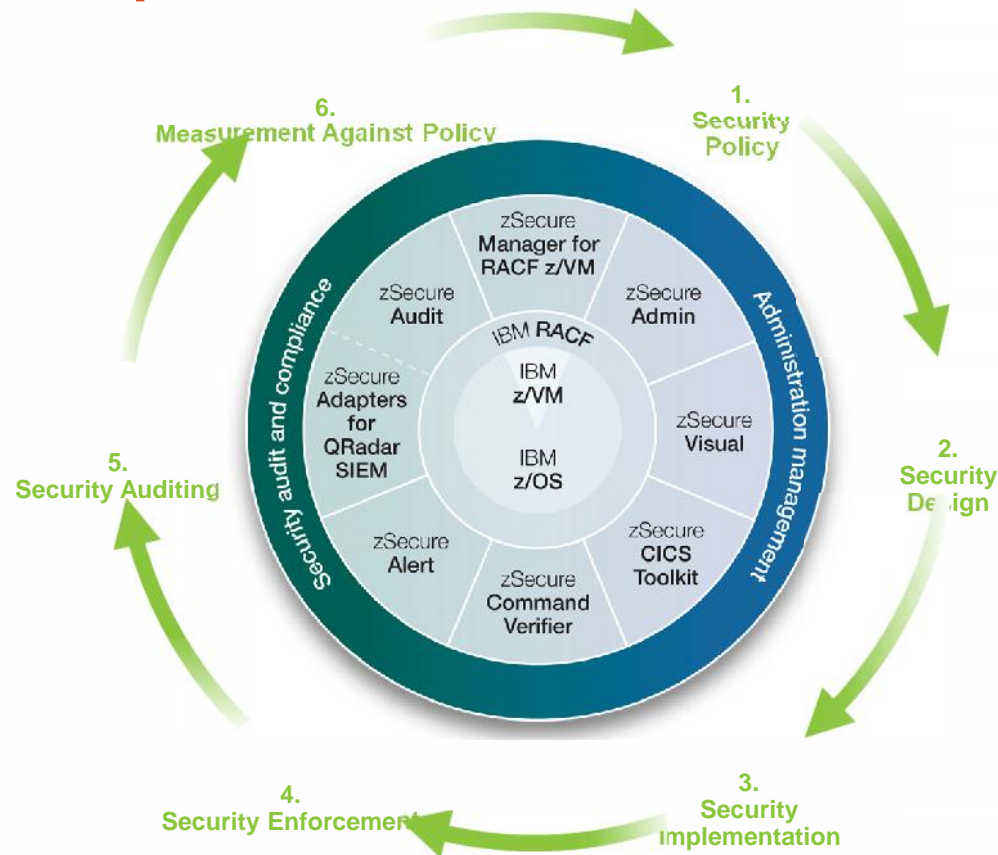 6.
Measurement Against Policy
1.
Security
Policy
zSecure
Manager for
RACF z/VM
zSecure
Audit
zSecure
Admin
Security audit and compliance
Administration management
IBM RACF
IBM
z/VM
IBM
z/OS
zSecure
Adapters
for
QRadar
SIEM
zSecure
Visual
5.
Security Auditing
2.
Security
Design
zSecure
Alert
zSecure
CICS
Toolkit
zSecure
Command
Verifier
4.
Security Enforcement
3.
Security
Implementation